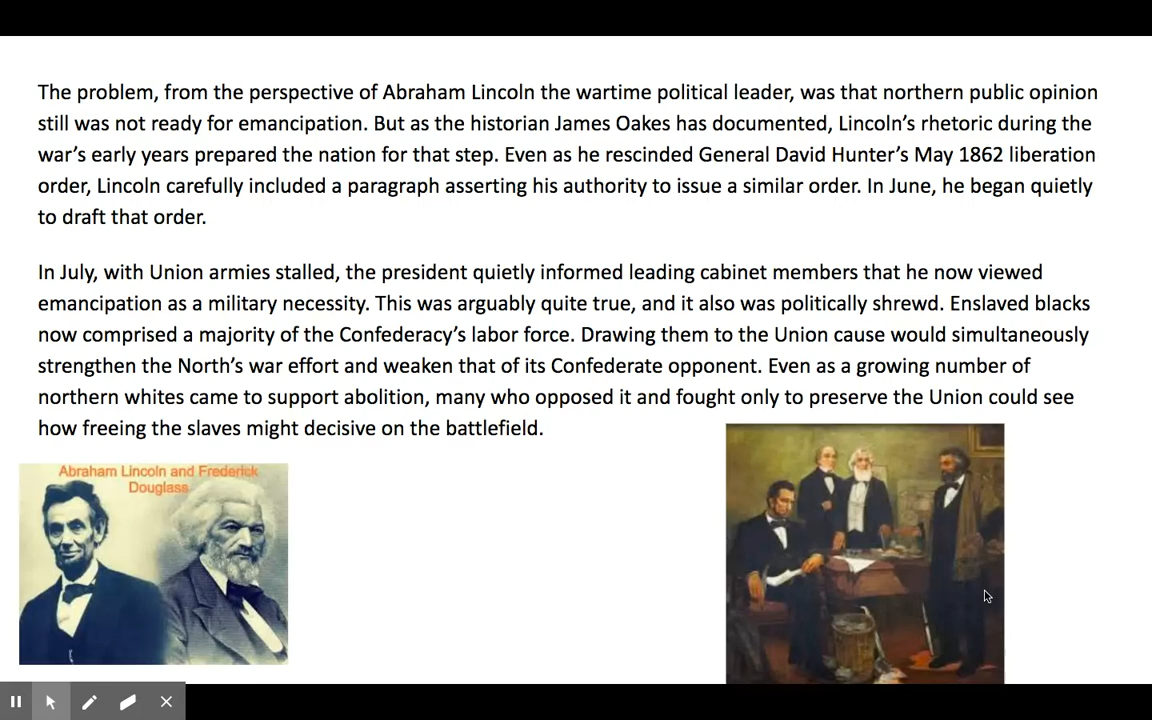 The problem, from the perspective of Abraham Lincoln the wartime political leader, was that northern public opinion
still was not ready for emancipation. But as the historian James Oakes has documented, Lincoln’s rhetoric during the
war’s early years prepared the nation for that step. Even as he rescinded General David Hunter’s May 1862 liberation
order, Lincoln carefully included a paragraph asserting his authority to issue a similar order. In June, he began quietly
to draft that order.
In July, with Union armies stalled, the president quietly informed leading cabinet members that he now viewed
emancipation as a military necessity. This was arguably quite true, and it also was politically shrewd. Enslaved blacks
now comprised a majority of the Confederacy’s labor force. Drawing them to the Union cause would simultaneously
strengthen the North’s war effort and weaken that of its Confederate opponent. Even as a growing number of
northern whites came to support abolition, many who opposed it and fought only to preserve the Union could see
how freeing the slaves might decisive on the battlefield.
Abraham Lincoln and Frederick
Douglass